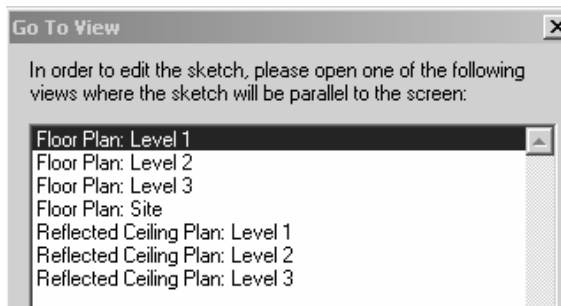 Go To View
In order to edit the sketch, please open one of the following
views where the sketch will be parallel to the screen:
Floor Plan: Level 1
Floor Plan: Level 2
Floor Plan: Level 3
Floor Plan: Site
Reflected Ceiling Plan: Level 1
Reflected Ceiling Plan: Level 2
Reflected Ceiling Plan: Level 3